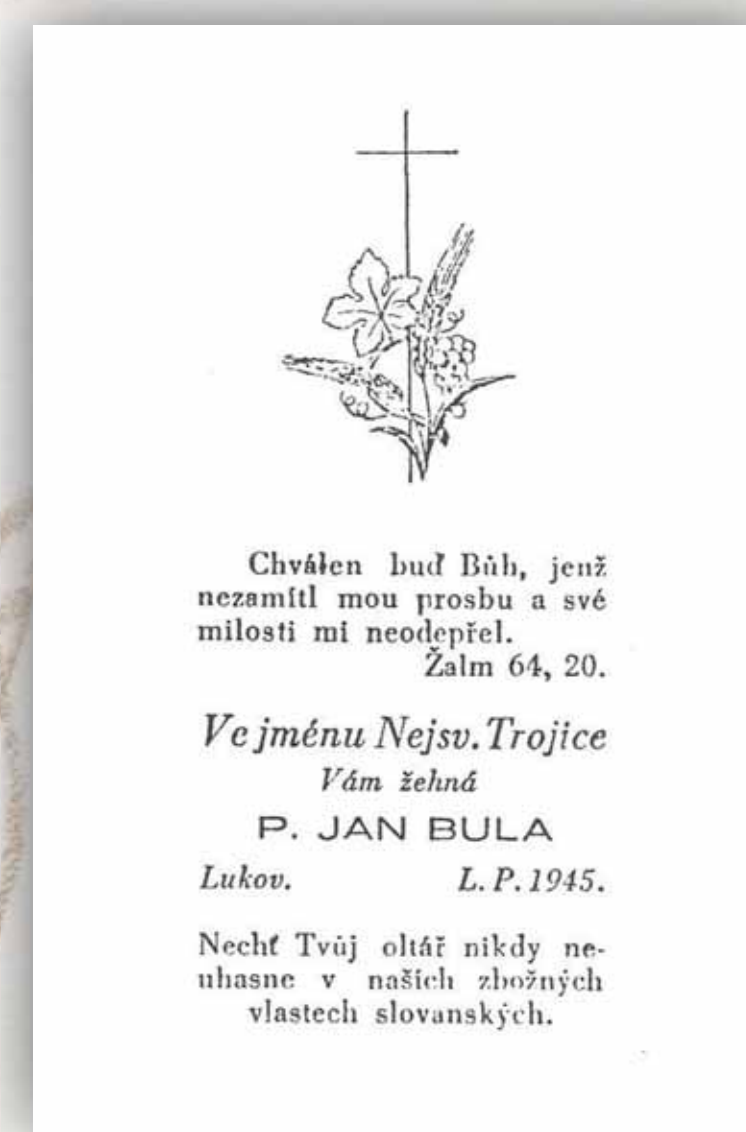 Chválen buď Bůh, jenž
nezamítl mou prosbu a své
milosti mi neodepřel.
Žalm 64, 20.
Ve jménu Nejsv. Trojice
Vám žehná
P. JAN BULA
Lukov. L. P. 1945.
Nechť Tvůj oltář nikdy ne-
uhasne v našich zbožných
vlastech slovanských.